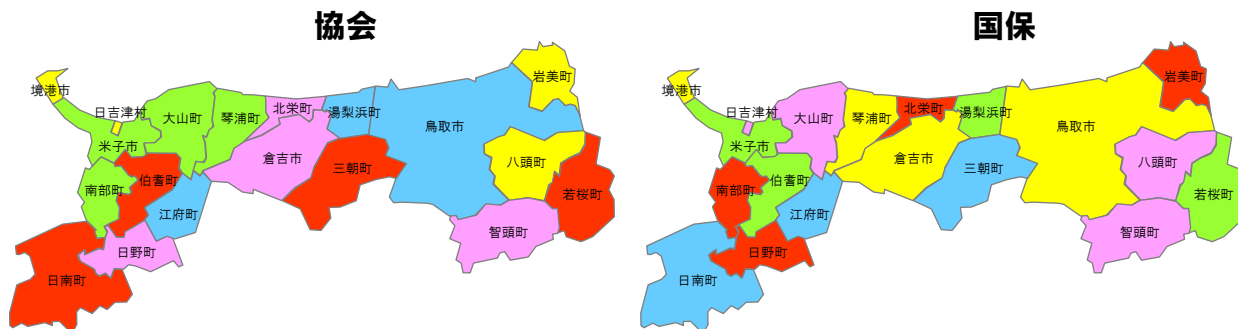 協会
境港市
日吉津村
米子市
大山町
琴浦町
北栄町
湯梨浜町
鳥取市
岩美町
南部町
伯耆町
倉吉市
三朝町
八頭町
若桜町
江府町
智頭町
日野町
日南町
国保
境港市
日吉津村
米子市
大山町
琴浦町
北栄町
湯梨浜町
鳥取市
岩美町
南部町
伯耆町
倉吉市
三朝町
八頭町
若桜町
江府町
智頭町
日野町
日南町